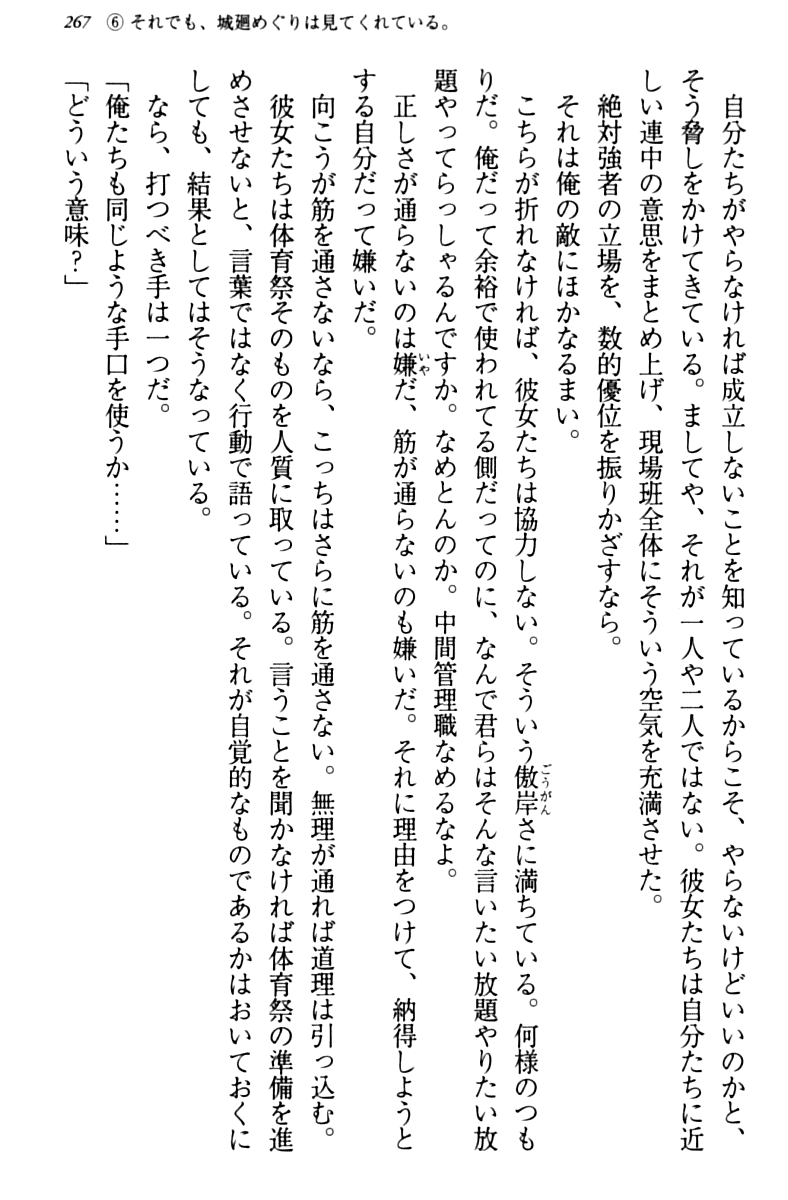 267　⑥ それでも、城廻めぐりは見てくれている。
　自分たちがやらなければ成立しないことを知っているからこそ、やらないけどいいのかと、
そう脅しをかけてきている。ましてや、それが一人や二人ではない。彼女たちは自分たちに近
しい連中の意思をまとめ上げ、現場班全体にそういう空気を充満させた。
　絶対強者の立場を、数的優位を振りかざすなら。
　それは俺の敵にほかなるまい。
　こちらが折れなければ、彼女たちは協力しない。そういう傲岸さに満ちている。何様のつも
りだ。俺だって余裕で使われてる側だってのに、なんで君らはそんな言いたい放題やりたい放
題やってらっしゃるんですか。なめとんのか。中間管理職なめるなよ。
　正しさが通らないのは嫌だ、筋が通らないのも嫌いだ。それに理由をつけて、納得しようと
する自分だって嫌いだ。
　向こうが筋を通さないなら、こっちはさらに筋を通さない。無理が通れば道理は引っ込む。
　彼女たちは体育祭そのものを人質に取っている。言うことを聞かなければ体育祭の準備を進
めさせないと、言葉ではなく行動で語っている。それが自覚的なものであるかはおいておくに
しても、結果としてはそうなっている。
　なら、打つべき手は一つだ。
「俺たちも同じような手口を使うか……」
「どういう意味？」